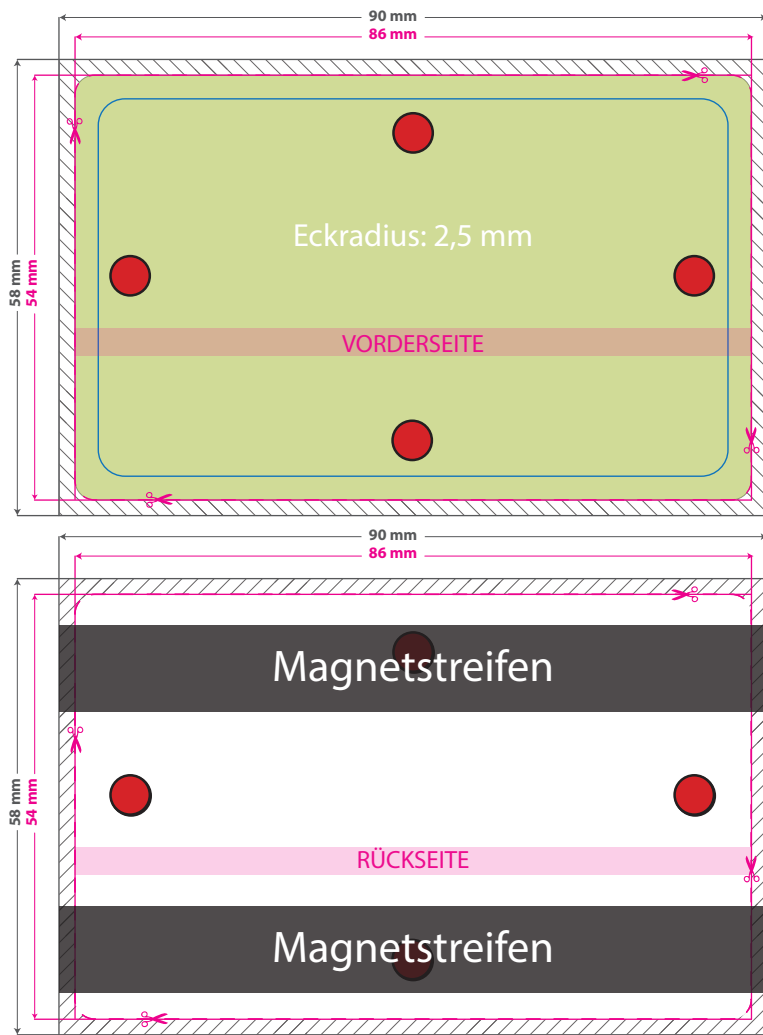 90 mm
86 mm
58 mm
54 mm
Eckradius: 2,5 mm
VORDERSEITE
90 mm
86 mm
58 mm
54 mm
Magnetstreifen
RÜCKSEITE
Magnetstreifen